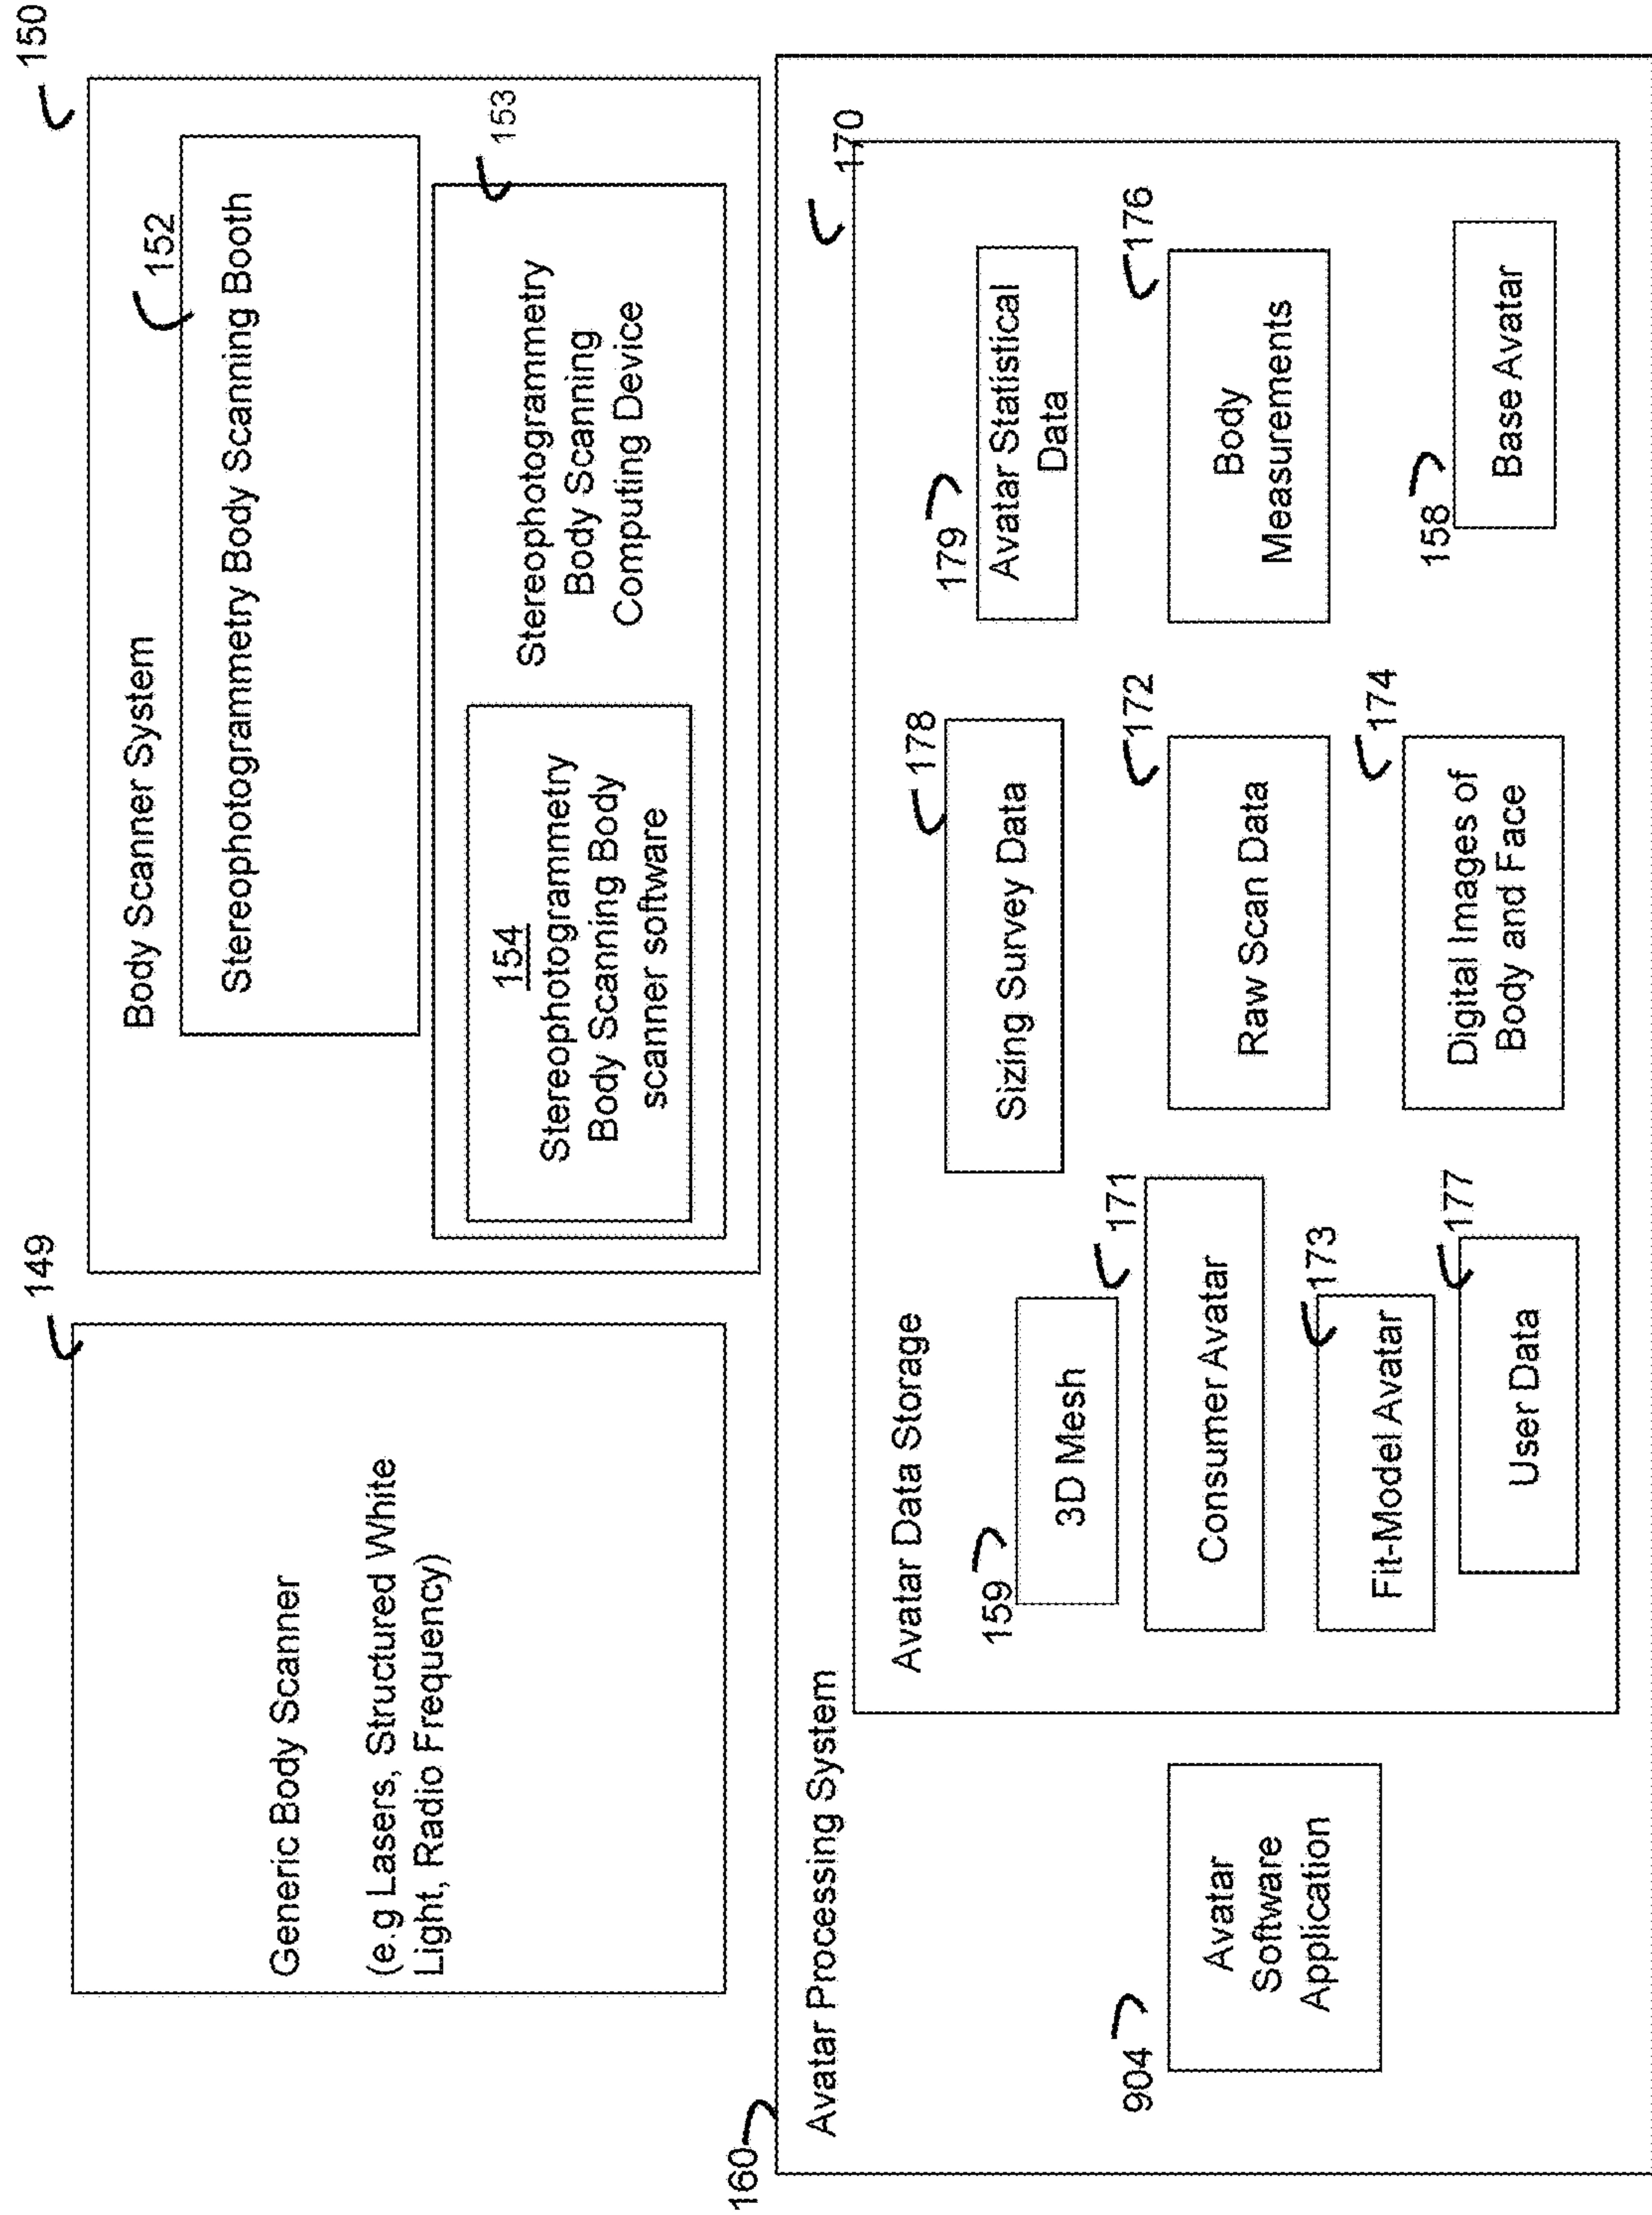 149
Generic Body Scanner
(e.g Lasers, Structured White
Light, Radio Frequency)
150
Body Scanner System
152
Stereophotogrammetry Body Scanning Booth
153
154
Stereophotogrammetry
Body Scanning Body
scanner software
Stereophotogrammetry
Body Scanning
Computing Device
160
Avatar Processing System
904
Avatar
Software
Application
170
Avatar Data Storage
159
3D Mesh
171
Consumer Avatar
173
Fit-Model Avatar
177
User Data
178
Sizing Survey Data
172
Raw Scan Data
174
Digital Images of
Body and Face
179
Avatar Statistical
Data
176
Body
Measurements
158
Base Avatar